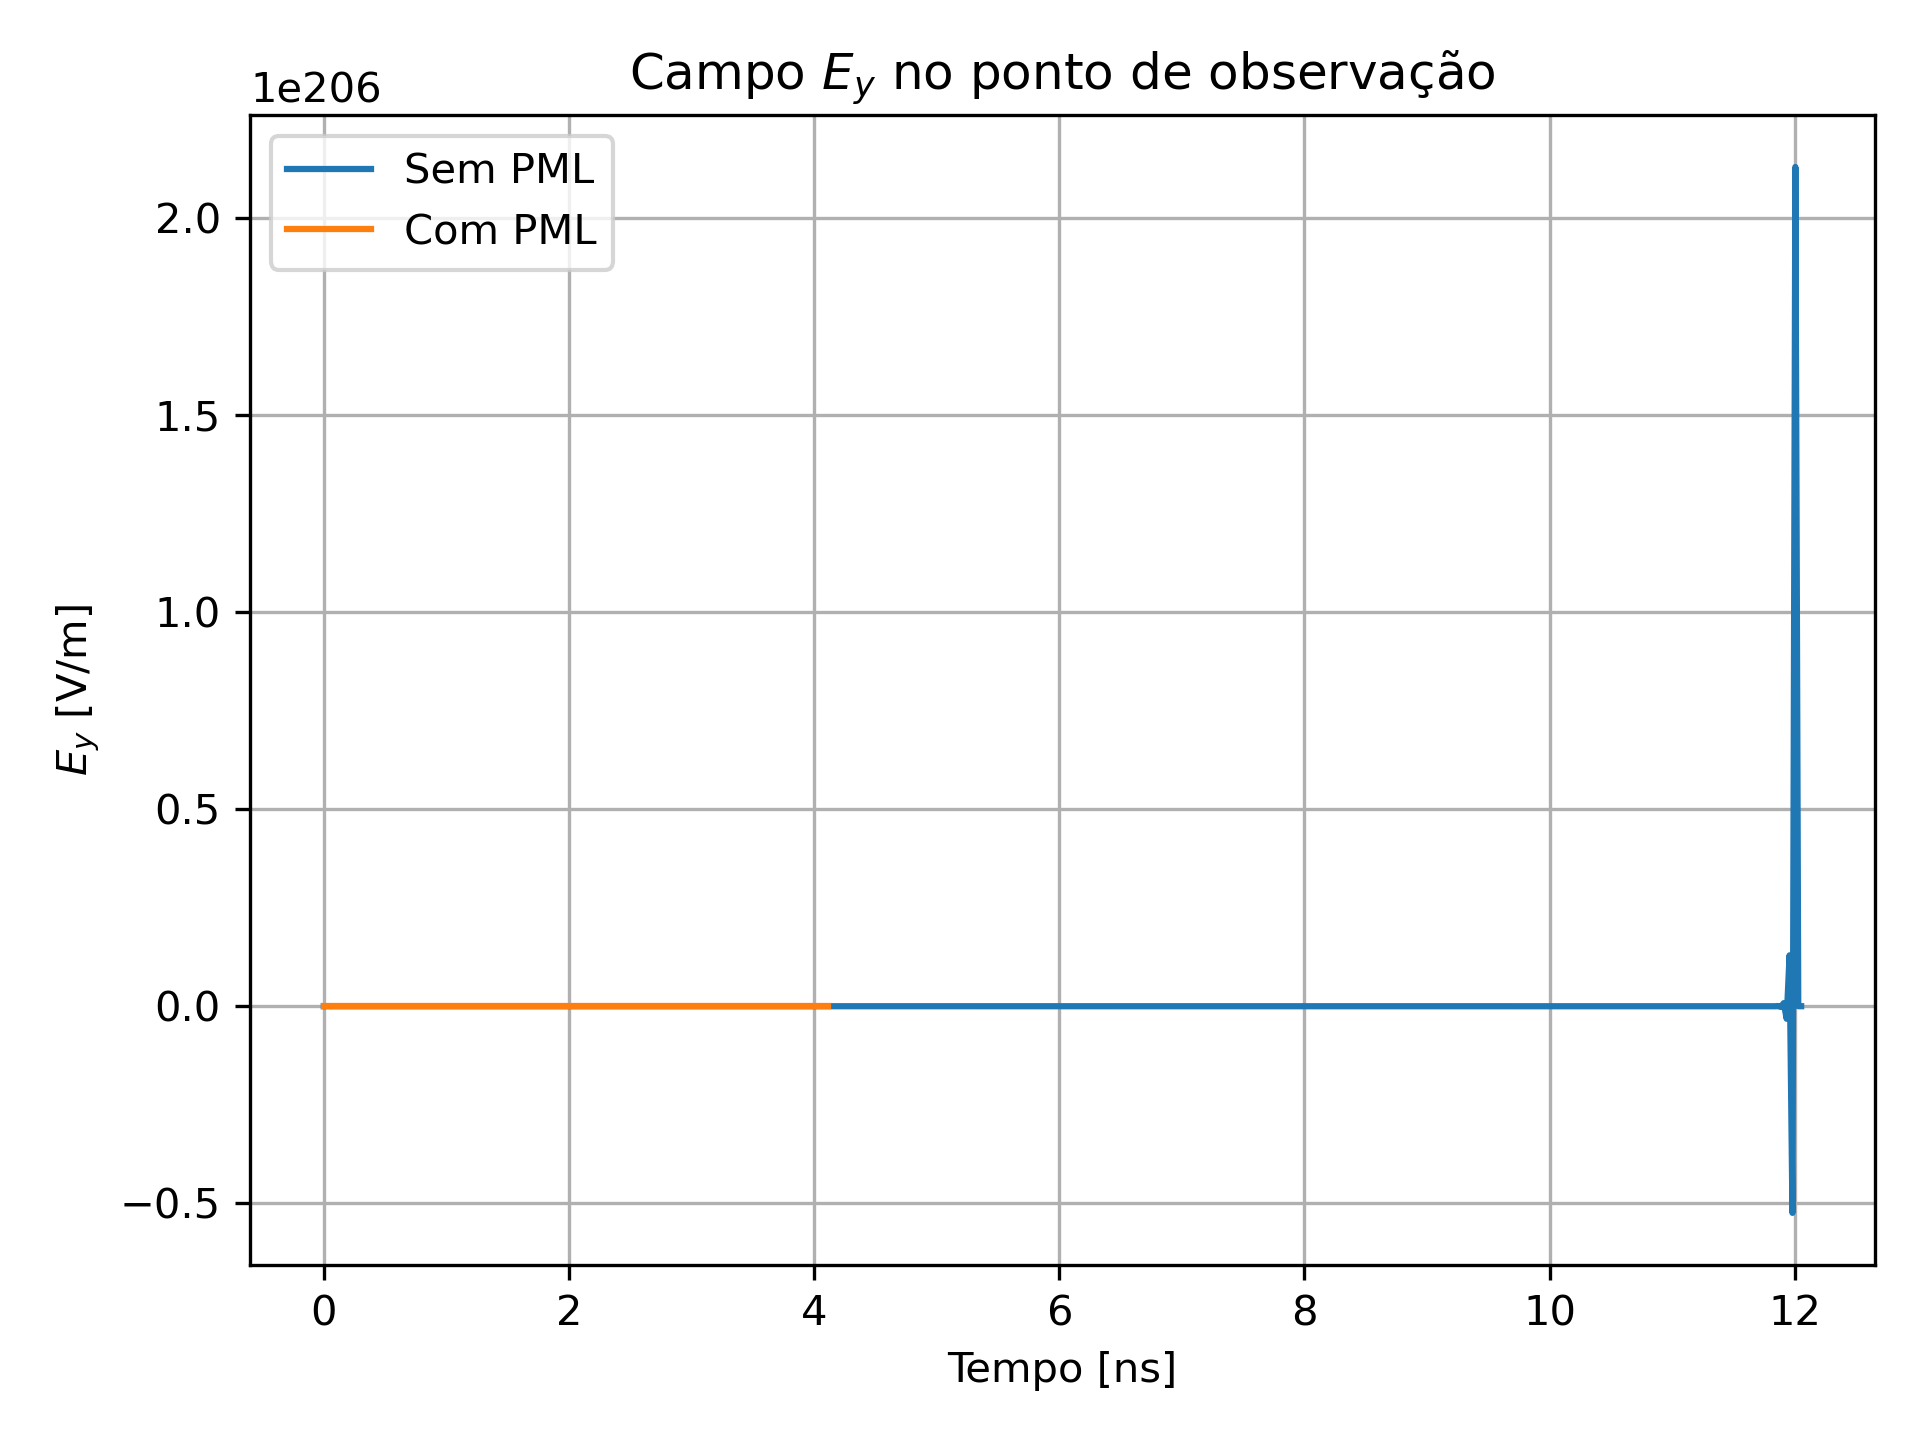 Campo E_y no ponto de observação
1e206
Sem PML
Com PML
2.0
1.5
1.0
0.5
0.0
−0.5
E_y [V/m]
0 2 4 6 8 10 12
Tempo [ns]